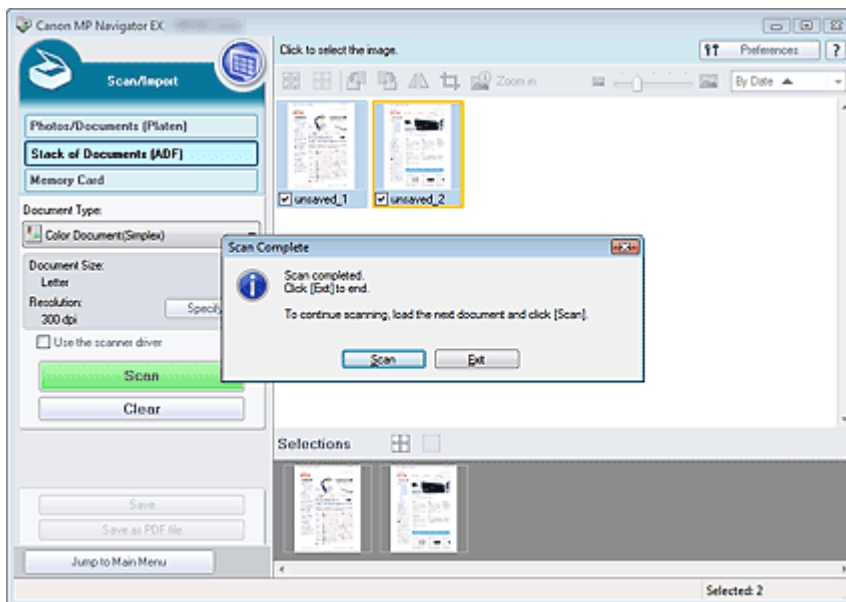 Canon MP Navigator EX
Scan/Import
Photos/Documents (Platen)
Stack of Documents (ADF)
Memory Card
Document Type:
Color Document(Simplex)
Document Size:
Letter
Resolution:
300 dpi
Specify
Use the scanner driver
Scan
Clear
Save
Save as PDF file
Jump to Main Menu
Click to select the image.
Preferences
?
Zoom in
By Date
unsaved_1
unsaved_2
Scan Complete
Scan completed.
Click [Exit] to end.
To continue scanning, load the next document and click [Scan].
Scan
Exit
Selections
Selected: 2